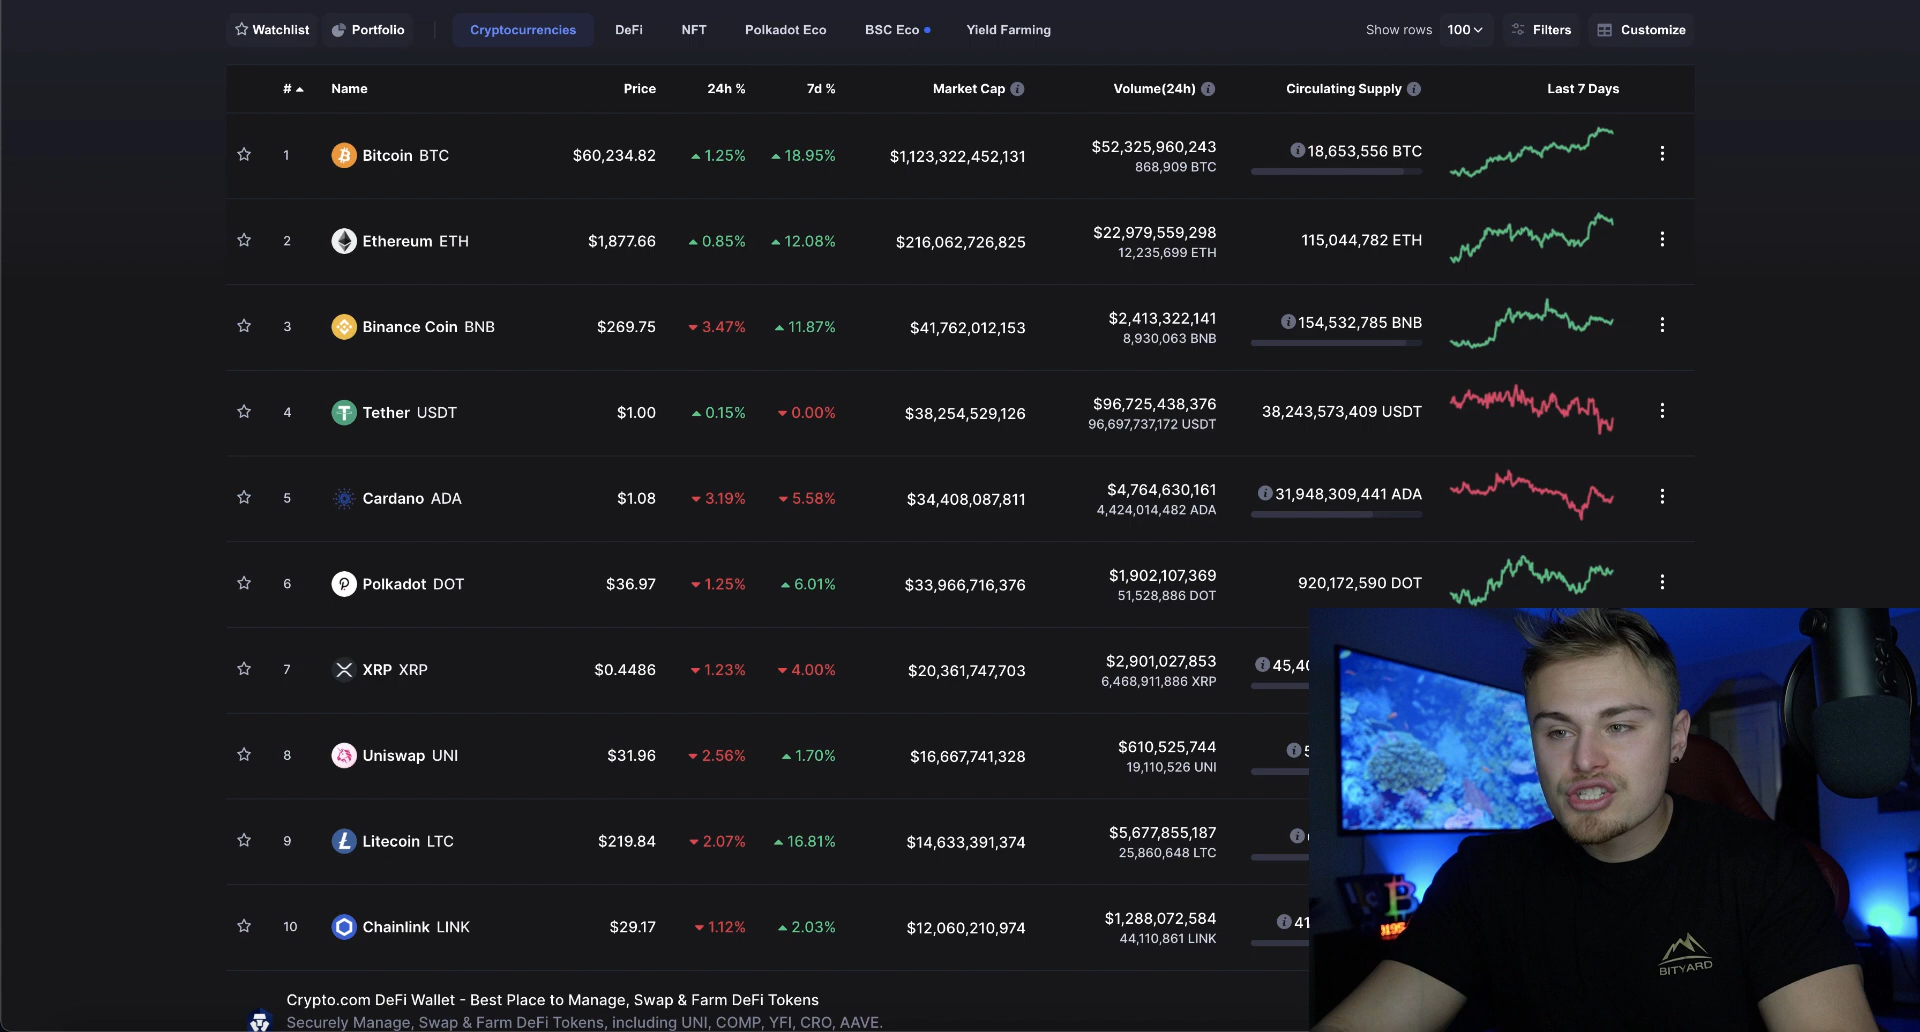 Watchlist Portfolio Cryptocurrencies DeFi NFT Polkadot Eco BSC Eco Yield Farming Show rows 100 Filters Customize
# Name Price 24h % 7d % Market Cap Volume(24h) Circulating Supply Last 7 Days
1 Bitcoin BTC $60,234.82 1.25% 18.95% $1,123,322,452,131 $52,325,960,243 18,653,556 BTC
868,909 BTC
2 Ethereum ETH $1,877.66 0.85% 12.08% $216,062,726,825 $22,979,559,298 115,044,782 ETH
12,235,699 ETH
3 Binance Coin BNB $269.75 3.47% 11.87% $41,762,012,153 $2,413,322,141 154,532,785 BNB
8,930,063 BNB
4 Tether USDT $1.00 0.15% 0.00% $38,254,529,126 $96,725,438,376 38,243,573,409 USDT
96,697,737,172 USDT
5 Cardano ADA $1.08 3.19% 5.58% $34,408,087,811 $4,764,630,161 31,948,309,441 ADA
4,424,014,482 ADA
6 Polkadot DOT $36.97 1.25% 6.01% $33,966,716,376 $1,902,107,369 920,172,590 DOT
51,528,886 DOT
7 XRP XRP $0.4486 1.23% 4.00% $20,361,747,703 $2,901,027,853 45,40
6,468,911,886 XRP
8 Uniswap UNI $31.96 2.56% 1.70% $16,667,741,328 $610,525,744 5
19,110,526 UNI
9 Litecoin LTC $219.84 2.07% 16.81% $14,633,391,374 $5,677,855,187
25,860,648 LTC
10 Chainlink LINK $29.17 1.12% 2.03% $12,060,210,974 $1,288,072,584 41
44,110,861 LINK
Crypto.com DeFi Wallet - Best Place to Manage, Swap & Farm DeFi Tokens
Securely Manage, Swap & Farm DeFi Tokens, including UNI, COMP, YFI, CRO, AAVE.
BITYARD